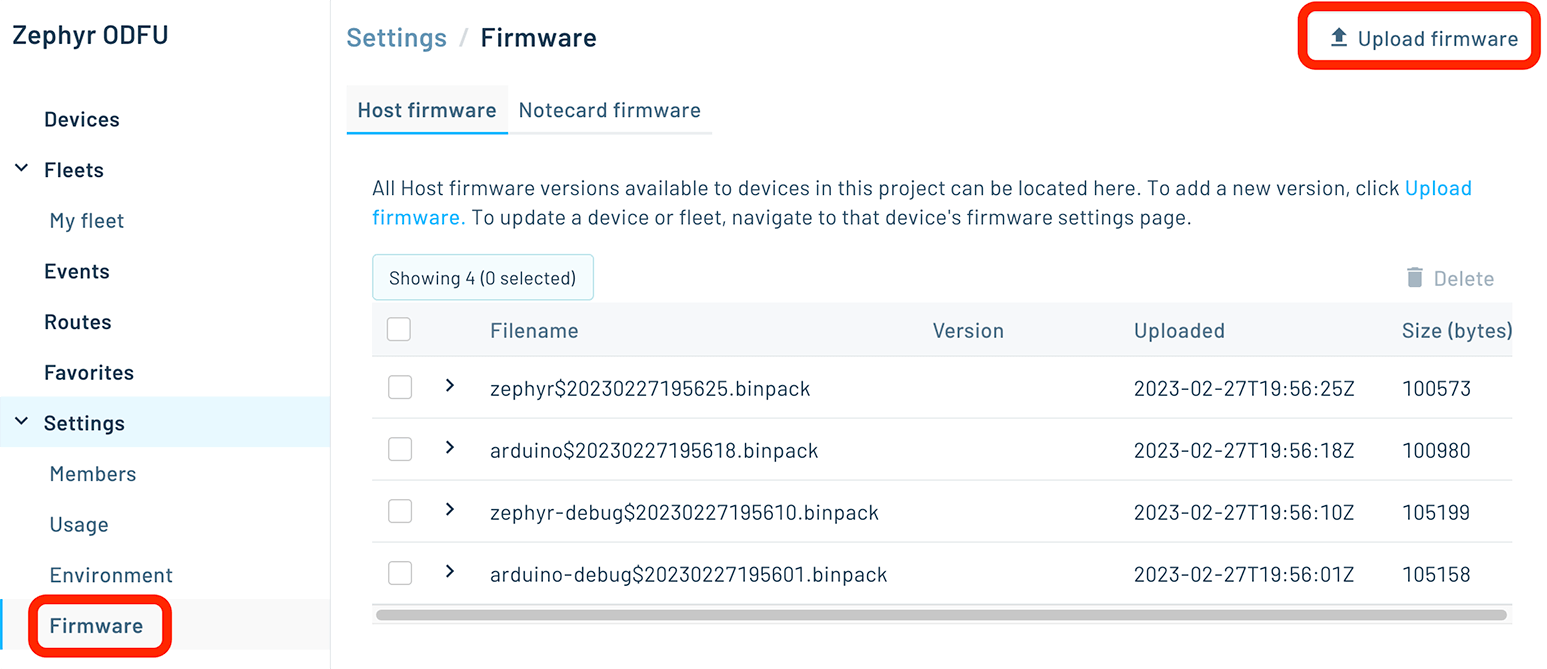 Zephyr ODFU
Devices
Fleets
My fleet
Events
Routes
Favorites
Settings
Members
Usage
Environment
Firmware
Settings / Firmware
Upload firmware
Host firmware Notecard firmware
All Host firmware versions available to devices in this project can be located here. To add a new version, click Upload
firmware. To update a device or fleet, navigate to that device's firmware settings page.
Showing 4 (0 selected) Delete
Filename Version Uploaded Size (bytes)
zephyr$20230227195625.binpack 2023-02-27T19:56:25Z 100573
arduino$20230227195618.binpack 2023-02-27T19:56:18Z 100980
zephyr-debug$20230227195610.binpack 2023-02-27T19:56:10Z 105199
arduino-debug$20230227195601.binpack 2023-02-27T19:56:01Z 105158